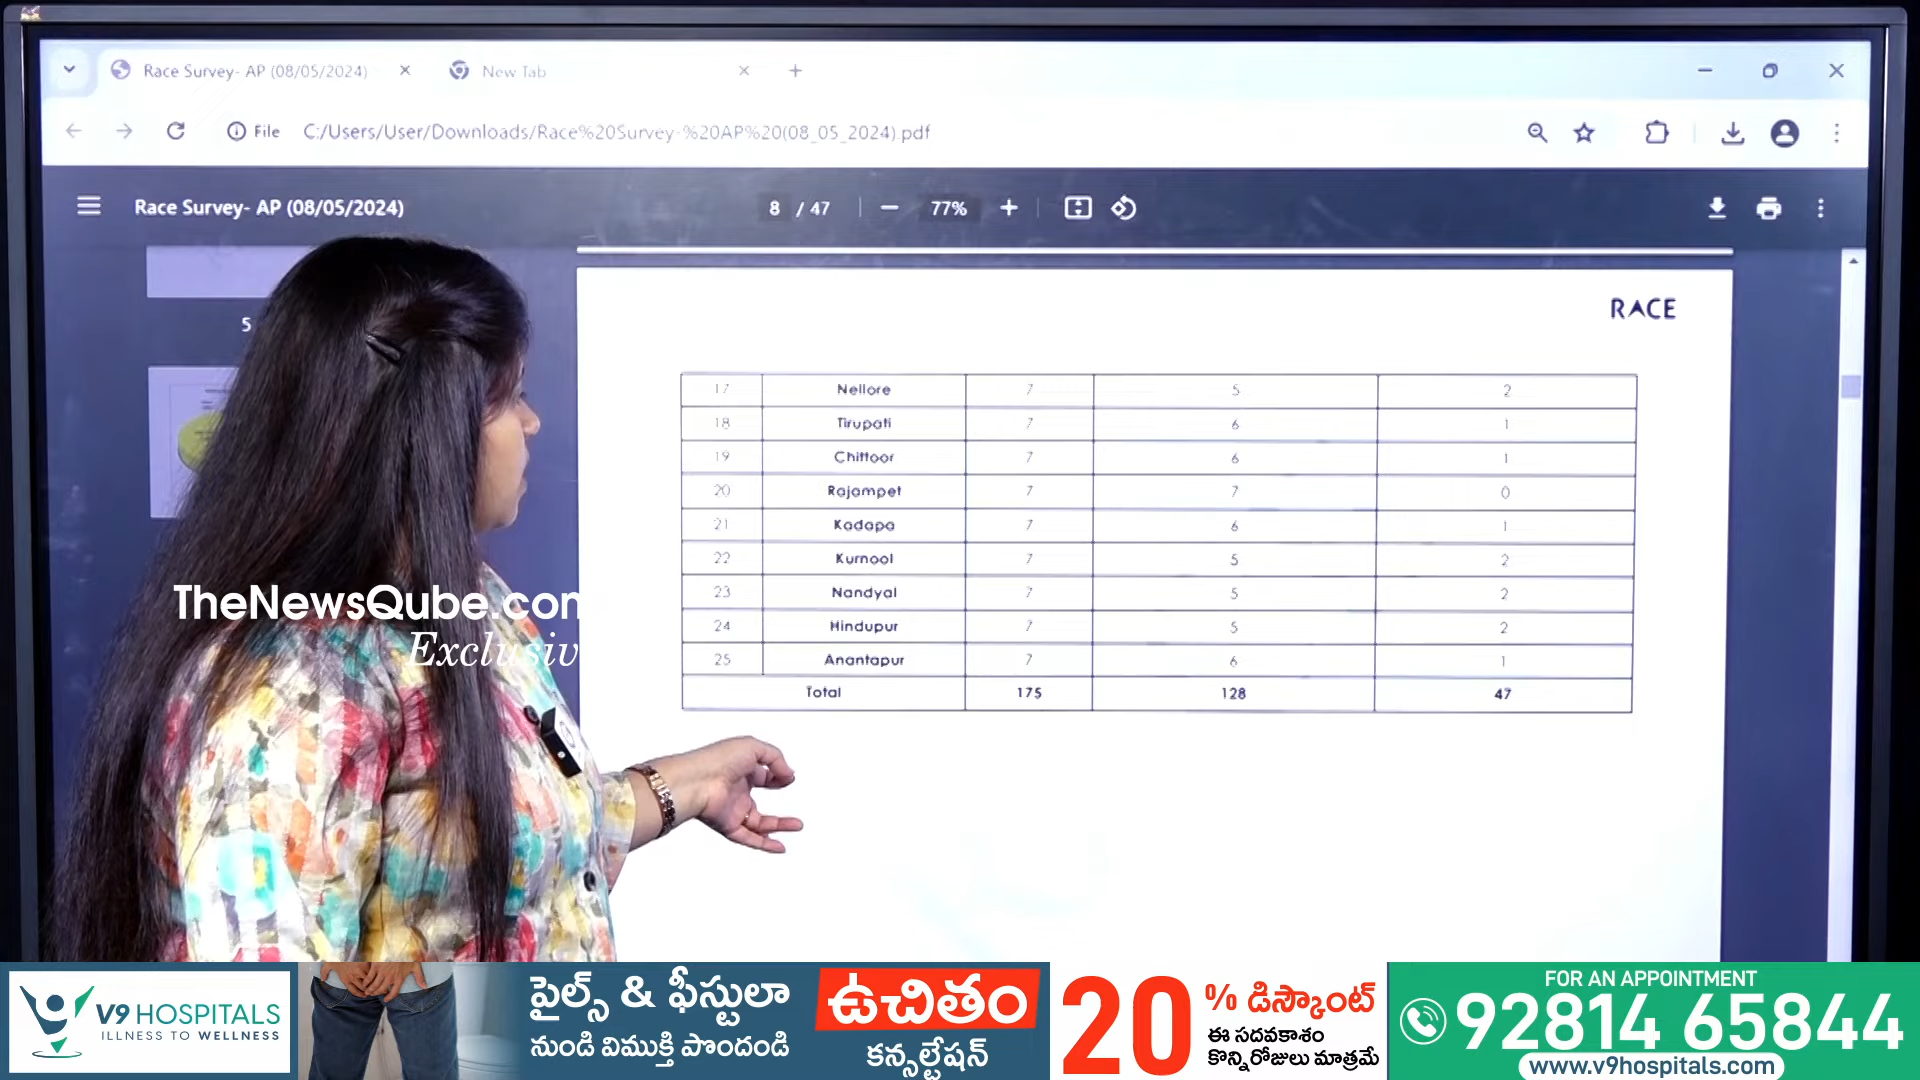 Race Survey- AP (08/05/2024)
New Tab
File C:/Users/User/Downloads/Race%20Survey-%20AP%20(08_05_2024).pdf
Race Survey- AP (08/05/2024) 8 / 47 77%
5
RACE
17 Nellore 7 5 2
18 Tirupati 7 6 1
19 Chittoor 7 6 1
20 Rajampet 7 7 0
21 Kadapa 7 6 1
22 Kurnool 7 5 2
23 Nandyal 7 5 2
24 Hindupur 7 5 2
25 Anantapur 7 6 1
Total 175 128 47
TheNewsQube.com
Exclusiv
V9 HOSPITALS
ILLNESS TO WELLNESS
పైల్స్ & ఫిస్టులా
నుండి విముక్తి పొందండి
ఉచితం
కన్సల్టేషన్
20 % డిస్కౌంట్
ఈ సదవకాశం
కొన్నిరోజులు మాత్రమే
FOR AN APPOINTMENT
92814 65844
www.v9hospitals.com